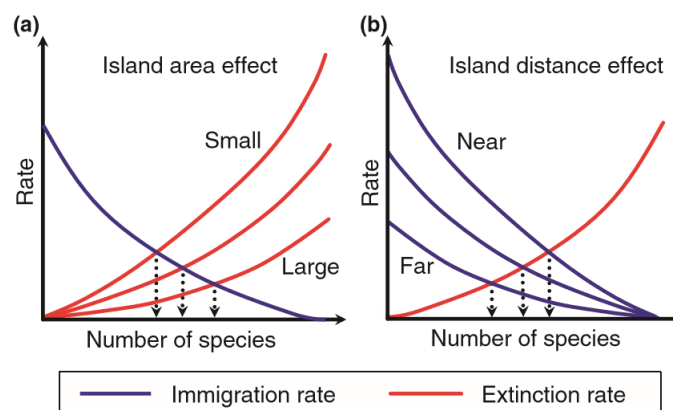 (a)
Island area effect
Small
Large
Rate
Number of species
(b)
Island distance effect
Near
Far
Rate
Number of species
Immigration rate
Extinction rate